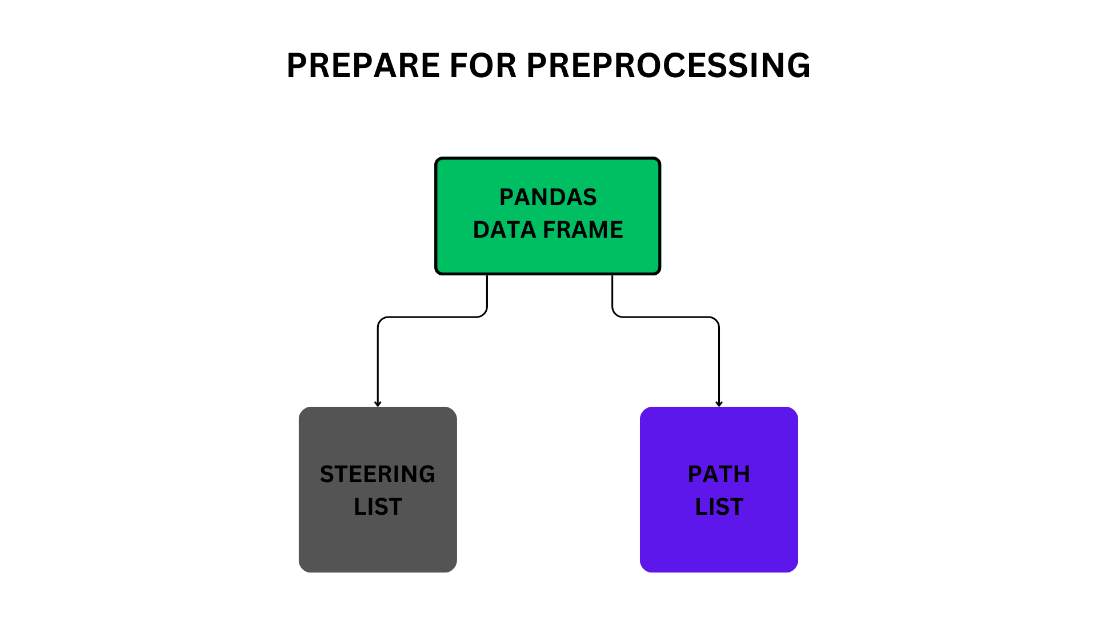 PREPARE FOR PREPROCESSING
PANDAS
DATA FRAME
STEERING
LIST
PATH
LIST